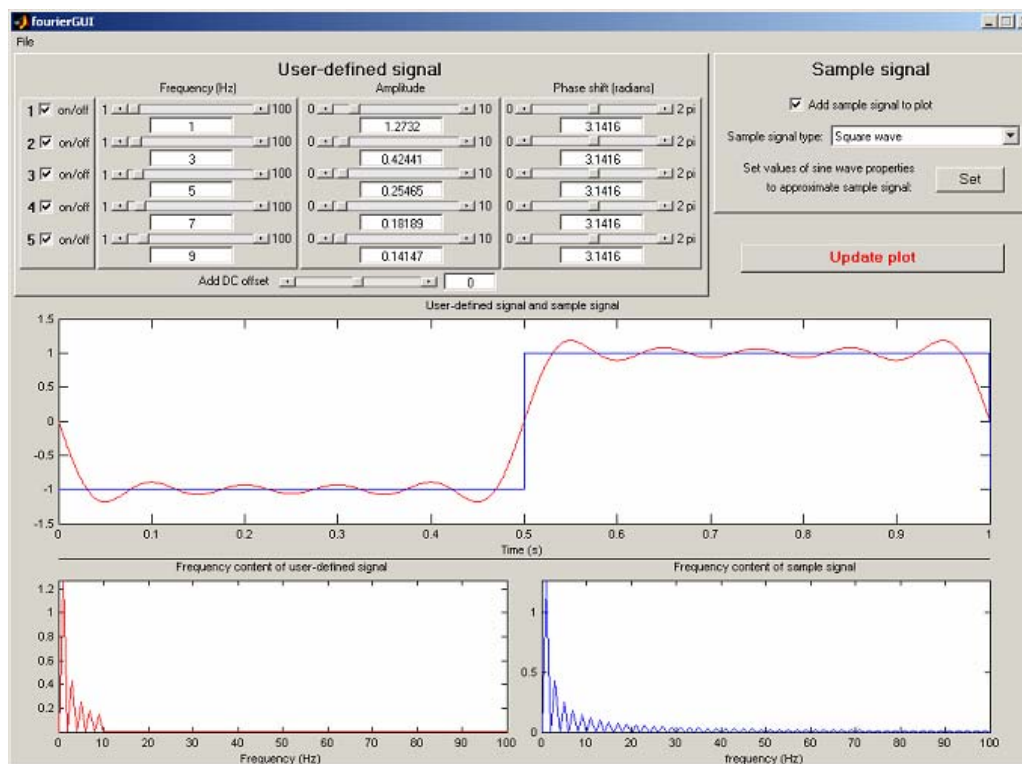 fourierGUI
File
User-defined signal
Frequency (Hz) Amplitude Phase shift (radians)
1 on/off 1 100 0 10 0 2 pi
1 1.2732 3.1416
2 on/off 1 100 0 10 0 2 pi
3 0.42441 3.1416
3 on/off 1 100 0 10 0 2 pi
5 0.25465 3.1416
4 on/off 1 100 0 10 0 2 pi
7 0.18189 3.1416
5 on/off 1 100 0 10 0 2 pi
9 0.14147 3.1416
Add DC offset 0
Sample signal
Add sample signal to plot
Sample signal type: Square wave
Set values of sine wave properties
to approximate sample signal: Set
Update plot
User-defined signal and sample signal
1.5
1
0.5
0
-0.5
-1
-1.5
0 0.1 0.2 0.3 0.4 0.5 0.6 0.7 0.8 0.9 1
Time (s)
Frequency content of user-defined signal
1.2
1
0.8
0.6
0.4
0.2
0 10 20 30 40 50 60 70 80 90 100
Frequency (Hz)
Frequency content of sample signal
1
0.5
0
0 10 20 30 40 50 60 70 80 90 100
frequency (Hz)